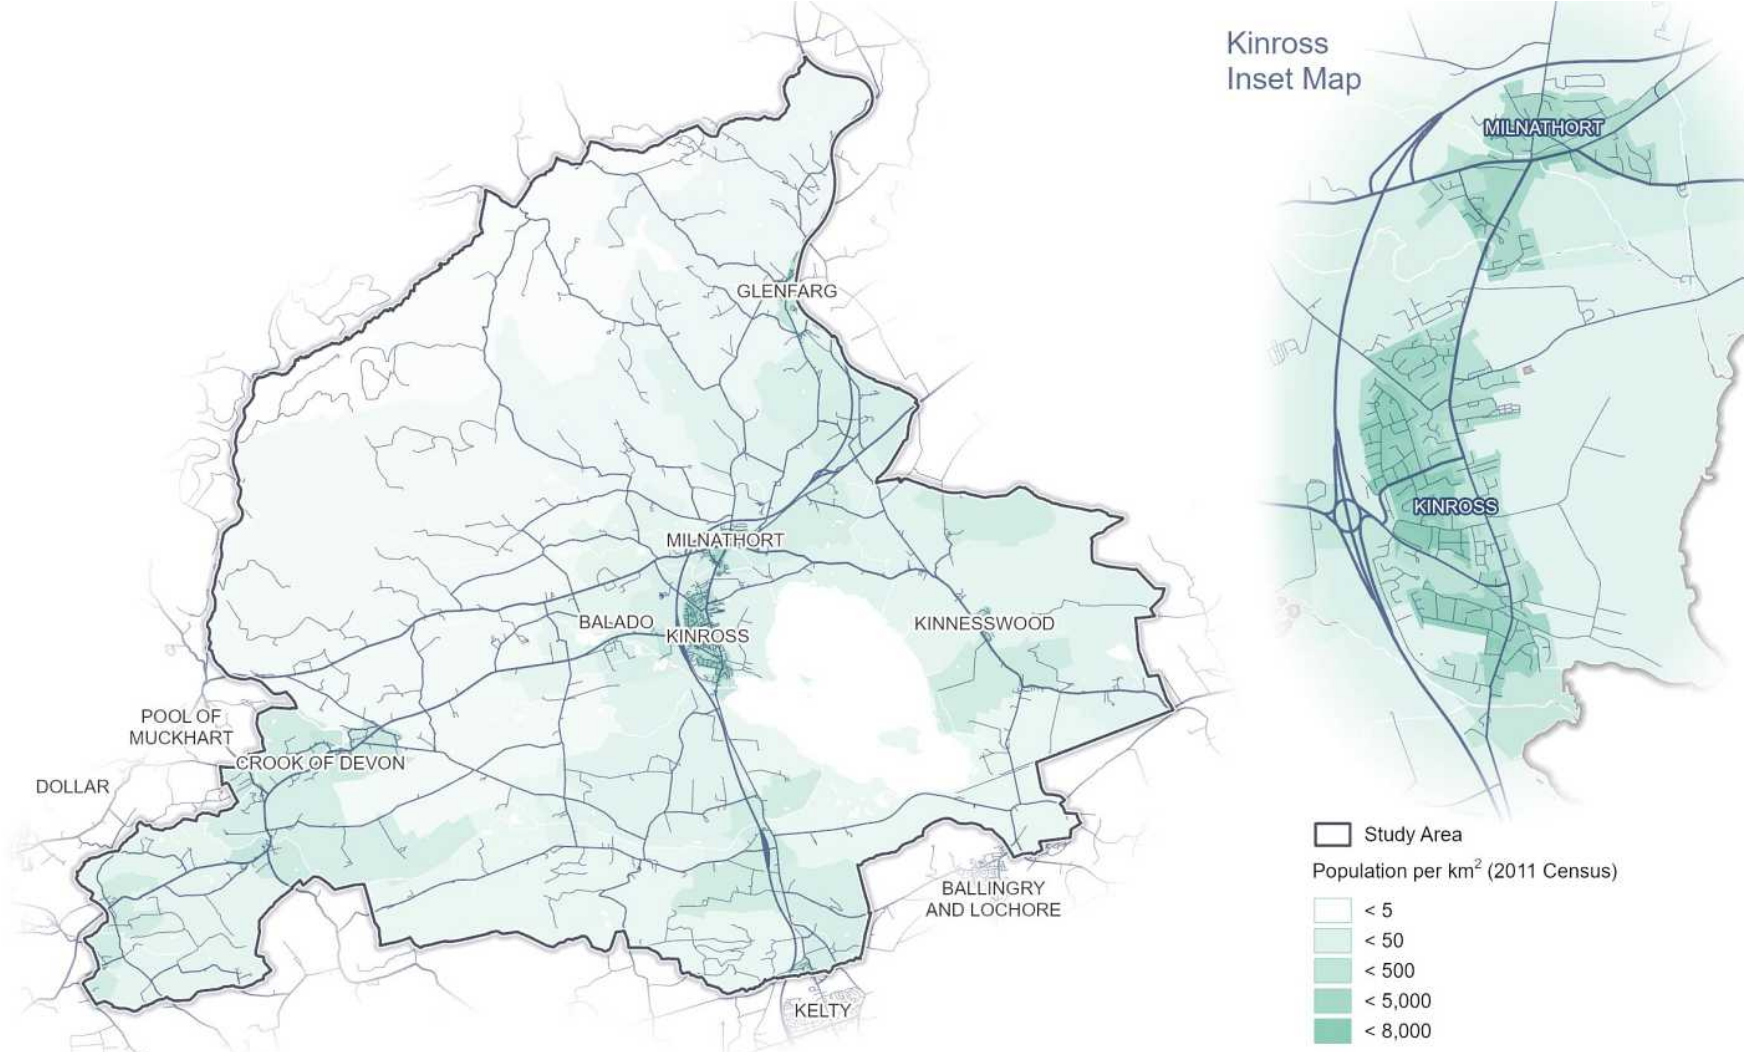 Kinross
Inset Map
MILNATHORT
KINROSS
GLENFARG
MILNATHORT
BALADO
KINROSS
KINNESSWOOD
POOL OF
MUCKHART
CROOK OF DEVON
DOLLAR
BALLINGRY
AND LOCHORE
KELTY
Study Area
Population per km² (2011 Census)
< 5
< 50
< 500
< 5,000
< 8,000